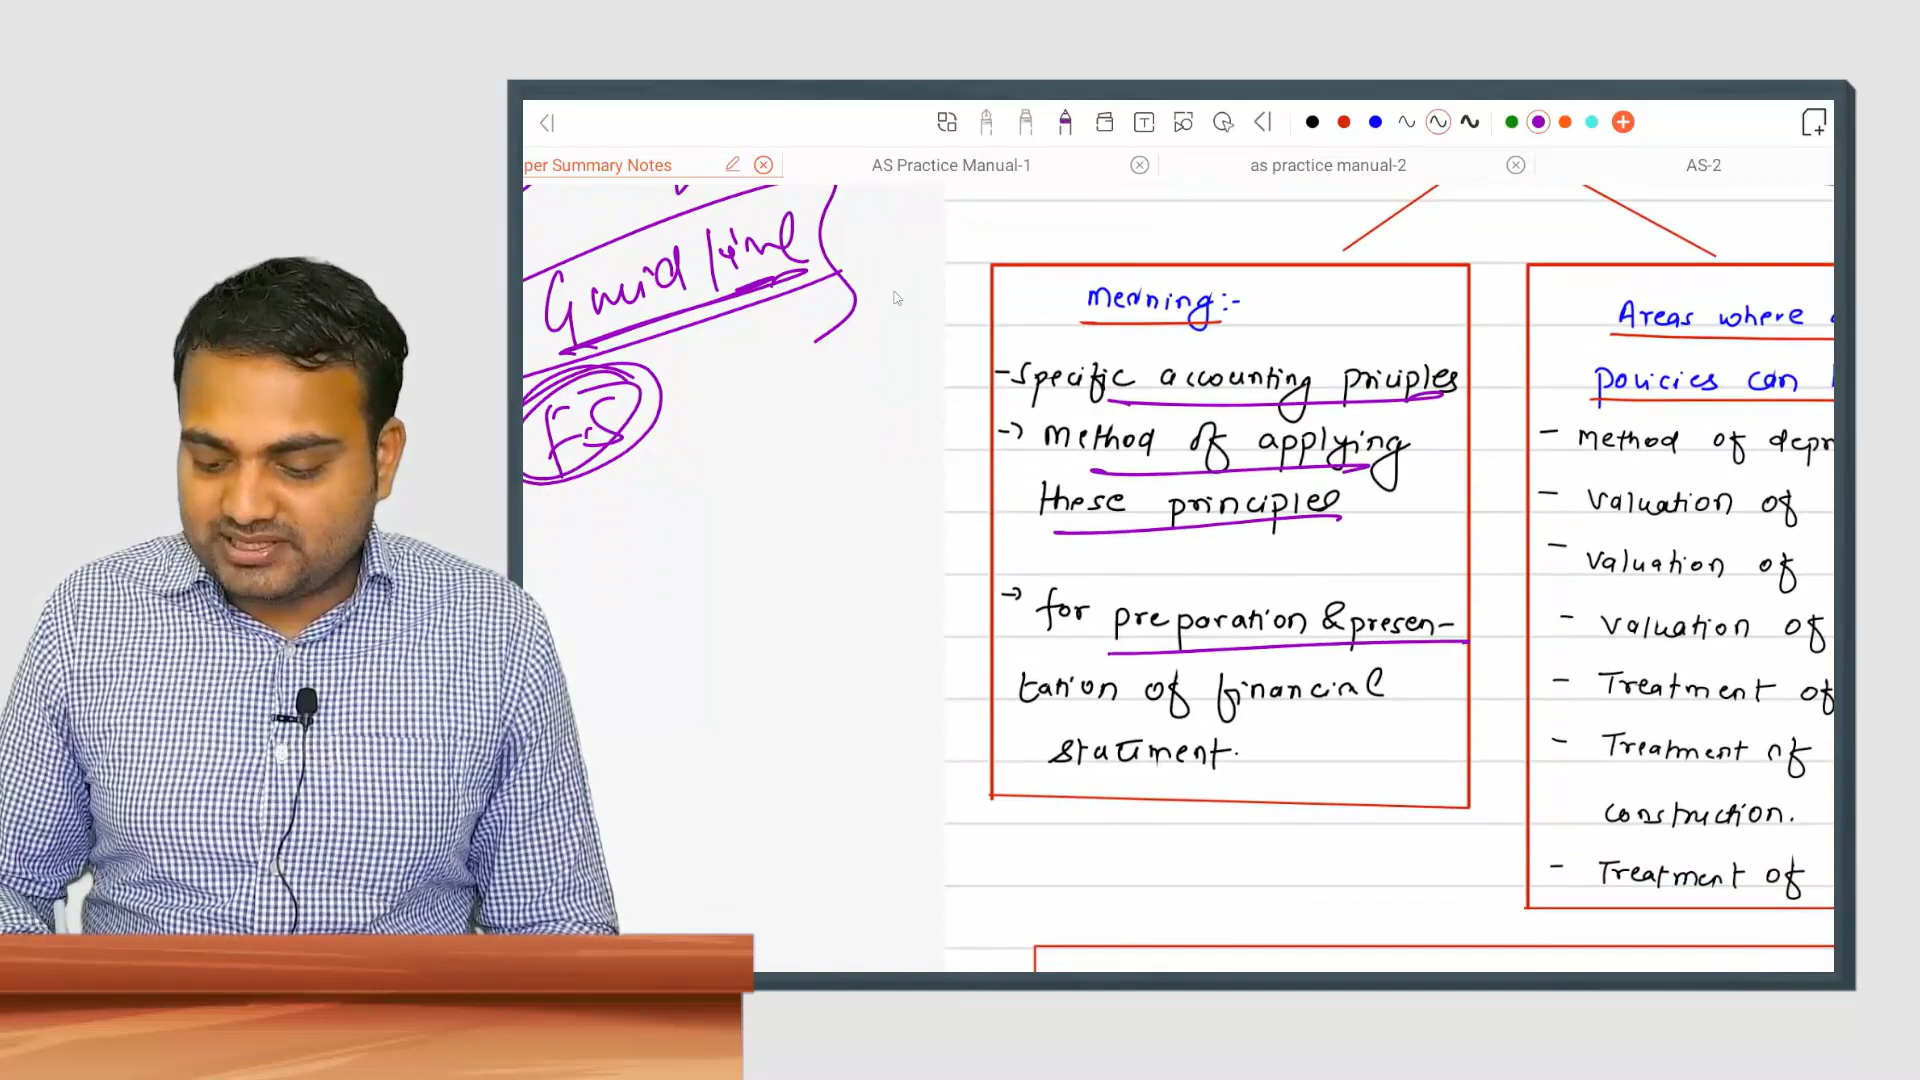 per Summary Notes
AS Practice Manual-1
as practice manual-2
AS-2
Guid line
F.S
Meaning:-
-Specific accounting priciples
-> Method of applying
these principles
-> for preparation & presen-
tation of financial
statement.
Areas where
policies can
- Method of depr
- Valuation of
- Valuation of
- Valuation of
- Treatment of
- Treatment of
construction.
- Treatment of